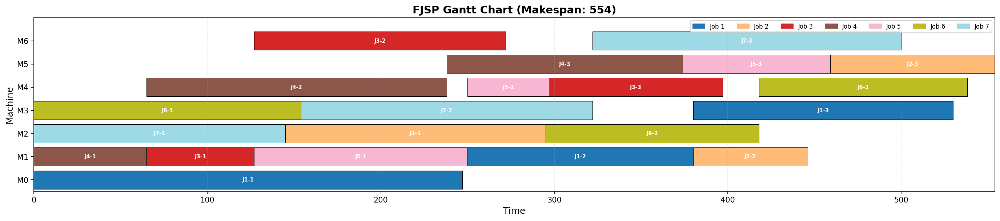 FJSP Gantt Chart (Makespan: 554)
Job 1 Job 2 Job 3 Job 4 Job 5 Job 6 Job 7
M6 J3-2 J7-3
M5 J4-3 J5-3 J2-3
M4 J4-2 J5-2 J3-3 J6-3
M3 J6-1 J7-2 J1-3
M2 J7-1 J2-1 J6-2
M1 J4-1 J3-1 J5-1 J1-2 J2-2
M0 J1-1
Machine
0 100 200 300 400 500
Time